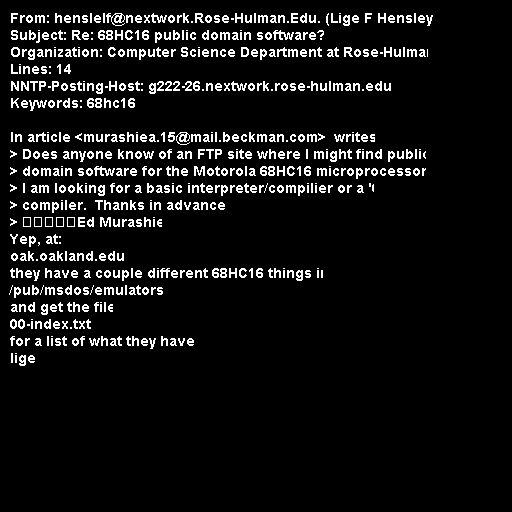 From: henslelf@nextwork.Rose-Hulman.Edu. (Lige F Hensley
Subject: Re: 68HC16 public domain software?
Organization: Computer Science Department at
Lines: 14
NNTP-Posting-Host: g222-26.nextwork.rose-hulman.edu
Keywords: 68hc16

In article <murashiea.15@mail.beckman.com>  writes
> Does anyone know of an FTP site where I might find public
> domain software for the Motorola 68HC16 microprocessor
> I am looking for a basic interpreter/compilier or a
> compiler.  Thanks in advance
> □□□□□Ed Murashie
Yep, at:
oak.oakland.edu
they have a couple different 68HC16 things in
/pub/msdos/emulators
and get the file
00-index.txt
for a list of what they have
lige